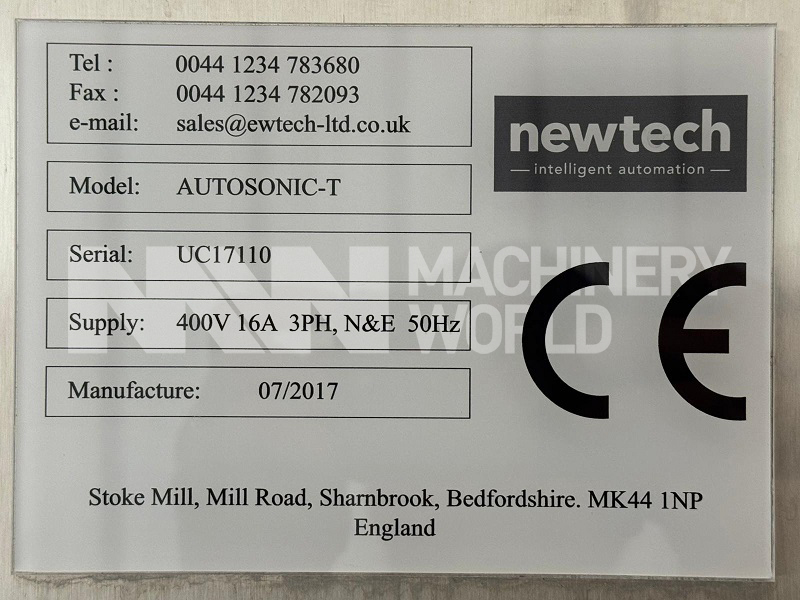 Tel : 0044 1234 783680
Fax : 0044 1234 782093
e-mail: sales@ewtech-ltd.co.uk
newtech
intelligent automation
Model: AUTOSONIC-T
Serial: UC17110
Supply: 400V 16A 3PH, N&E 50Hz
Manufacture: 07/2017
CE
MW MACHINERY
WORLD
Stoke Mill, Mill Road, Sharnbrook, Bedfordshire. MK44 1NP
England